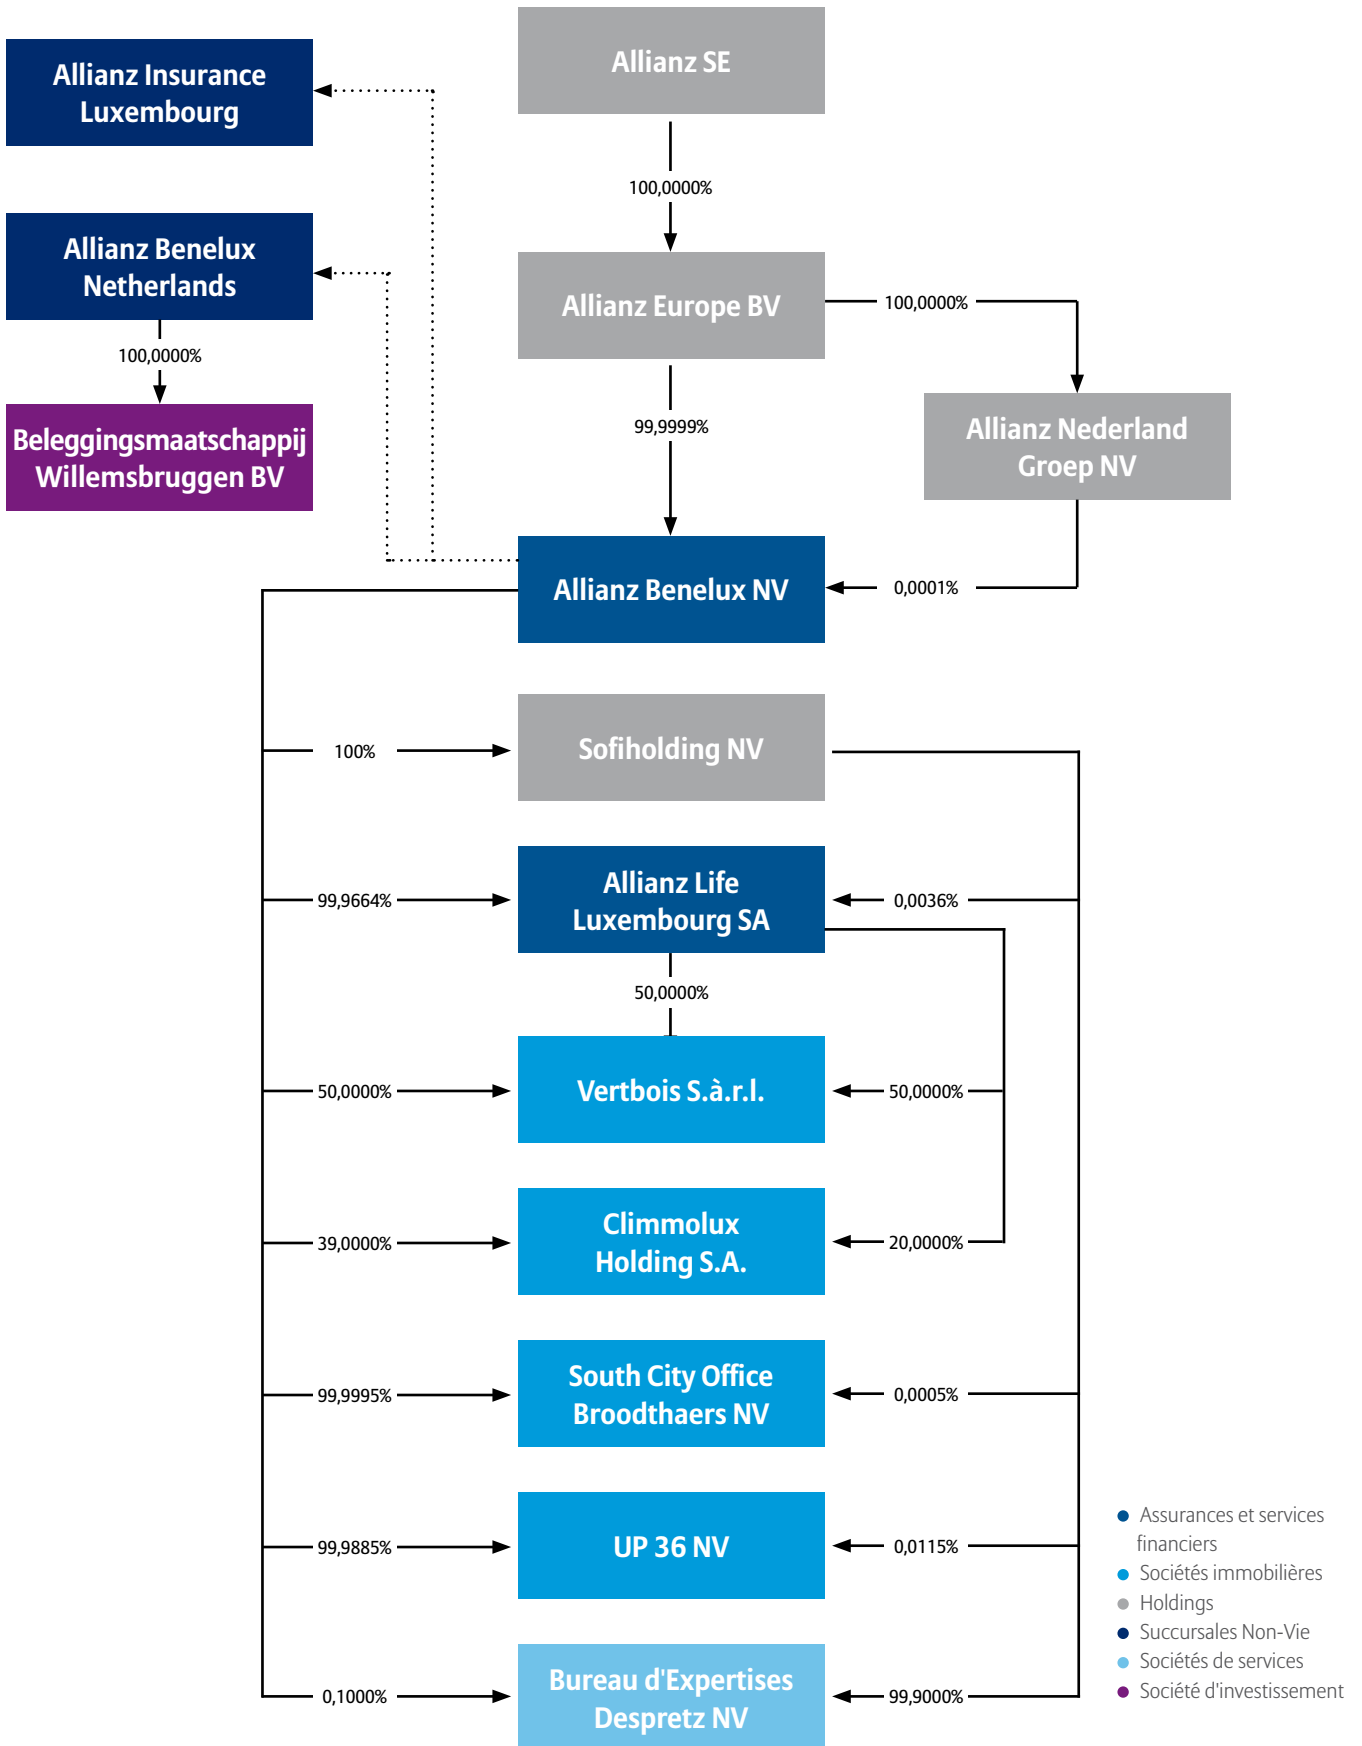 Allianz SE
Allianz Insurance
Luxembourg
100,0000%
Allianz Benelux
Netherlands
Allianz Europe BV
100,0000%
100,0000%
Beleggingsmaatschappij
Willemsbruggen BV
99,9999%
Allianz Nederland
Groep NV
Allianz Benelux NV
0,0001%
100%
Sofiholding NV
99,9664%
Allianz Life
Luxembourg SA
0,0036%
50,0000%
50,0000%
Vertbois S.à.r.l.
50,0000%
39,0000%
Climmolux
Holding S.A.
20,0000%
99,9995%
South City Office
Broodthaers NV
0,0005%
99,9885%
UP 36 NV
0,0115%
0,1000%
Bureau d'Expertises
Despretz NV
99,9000%
Assurances et services
financiers
Sociétés immobilières
Holdings
Succursales Non-Vie
Sociétés de services
Société d'investissement